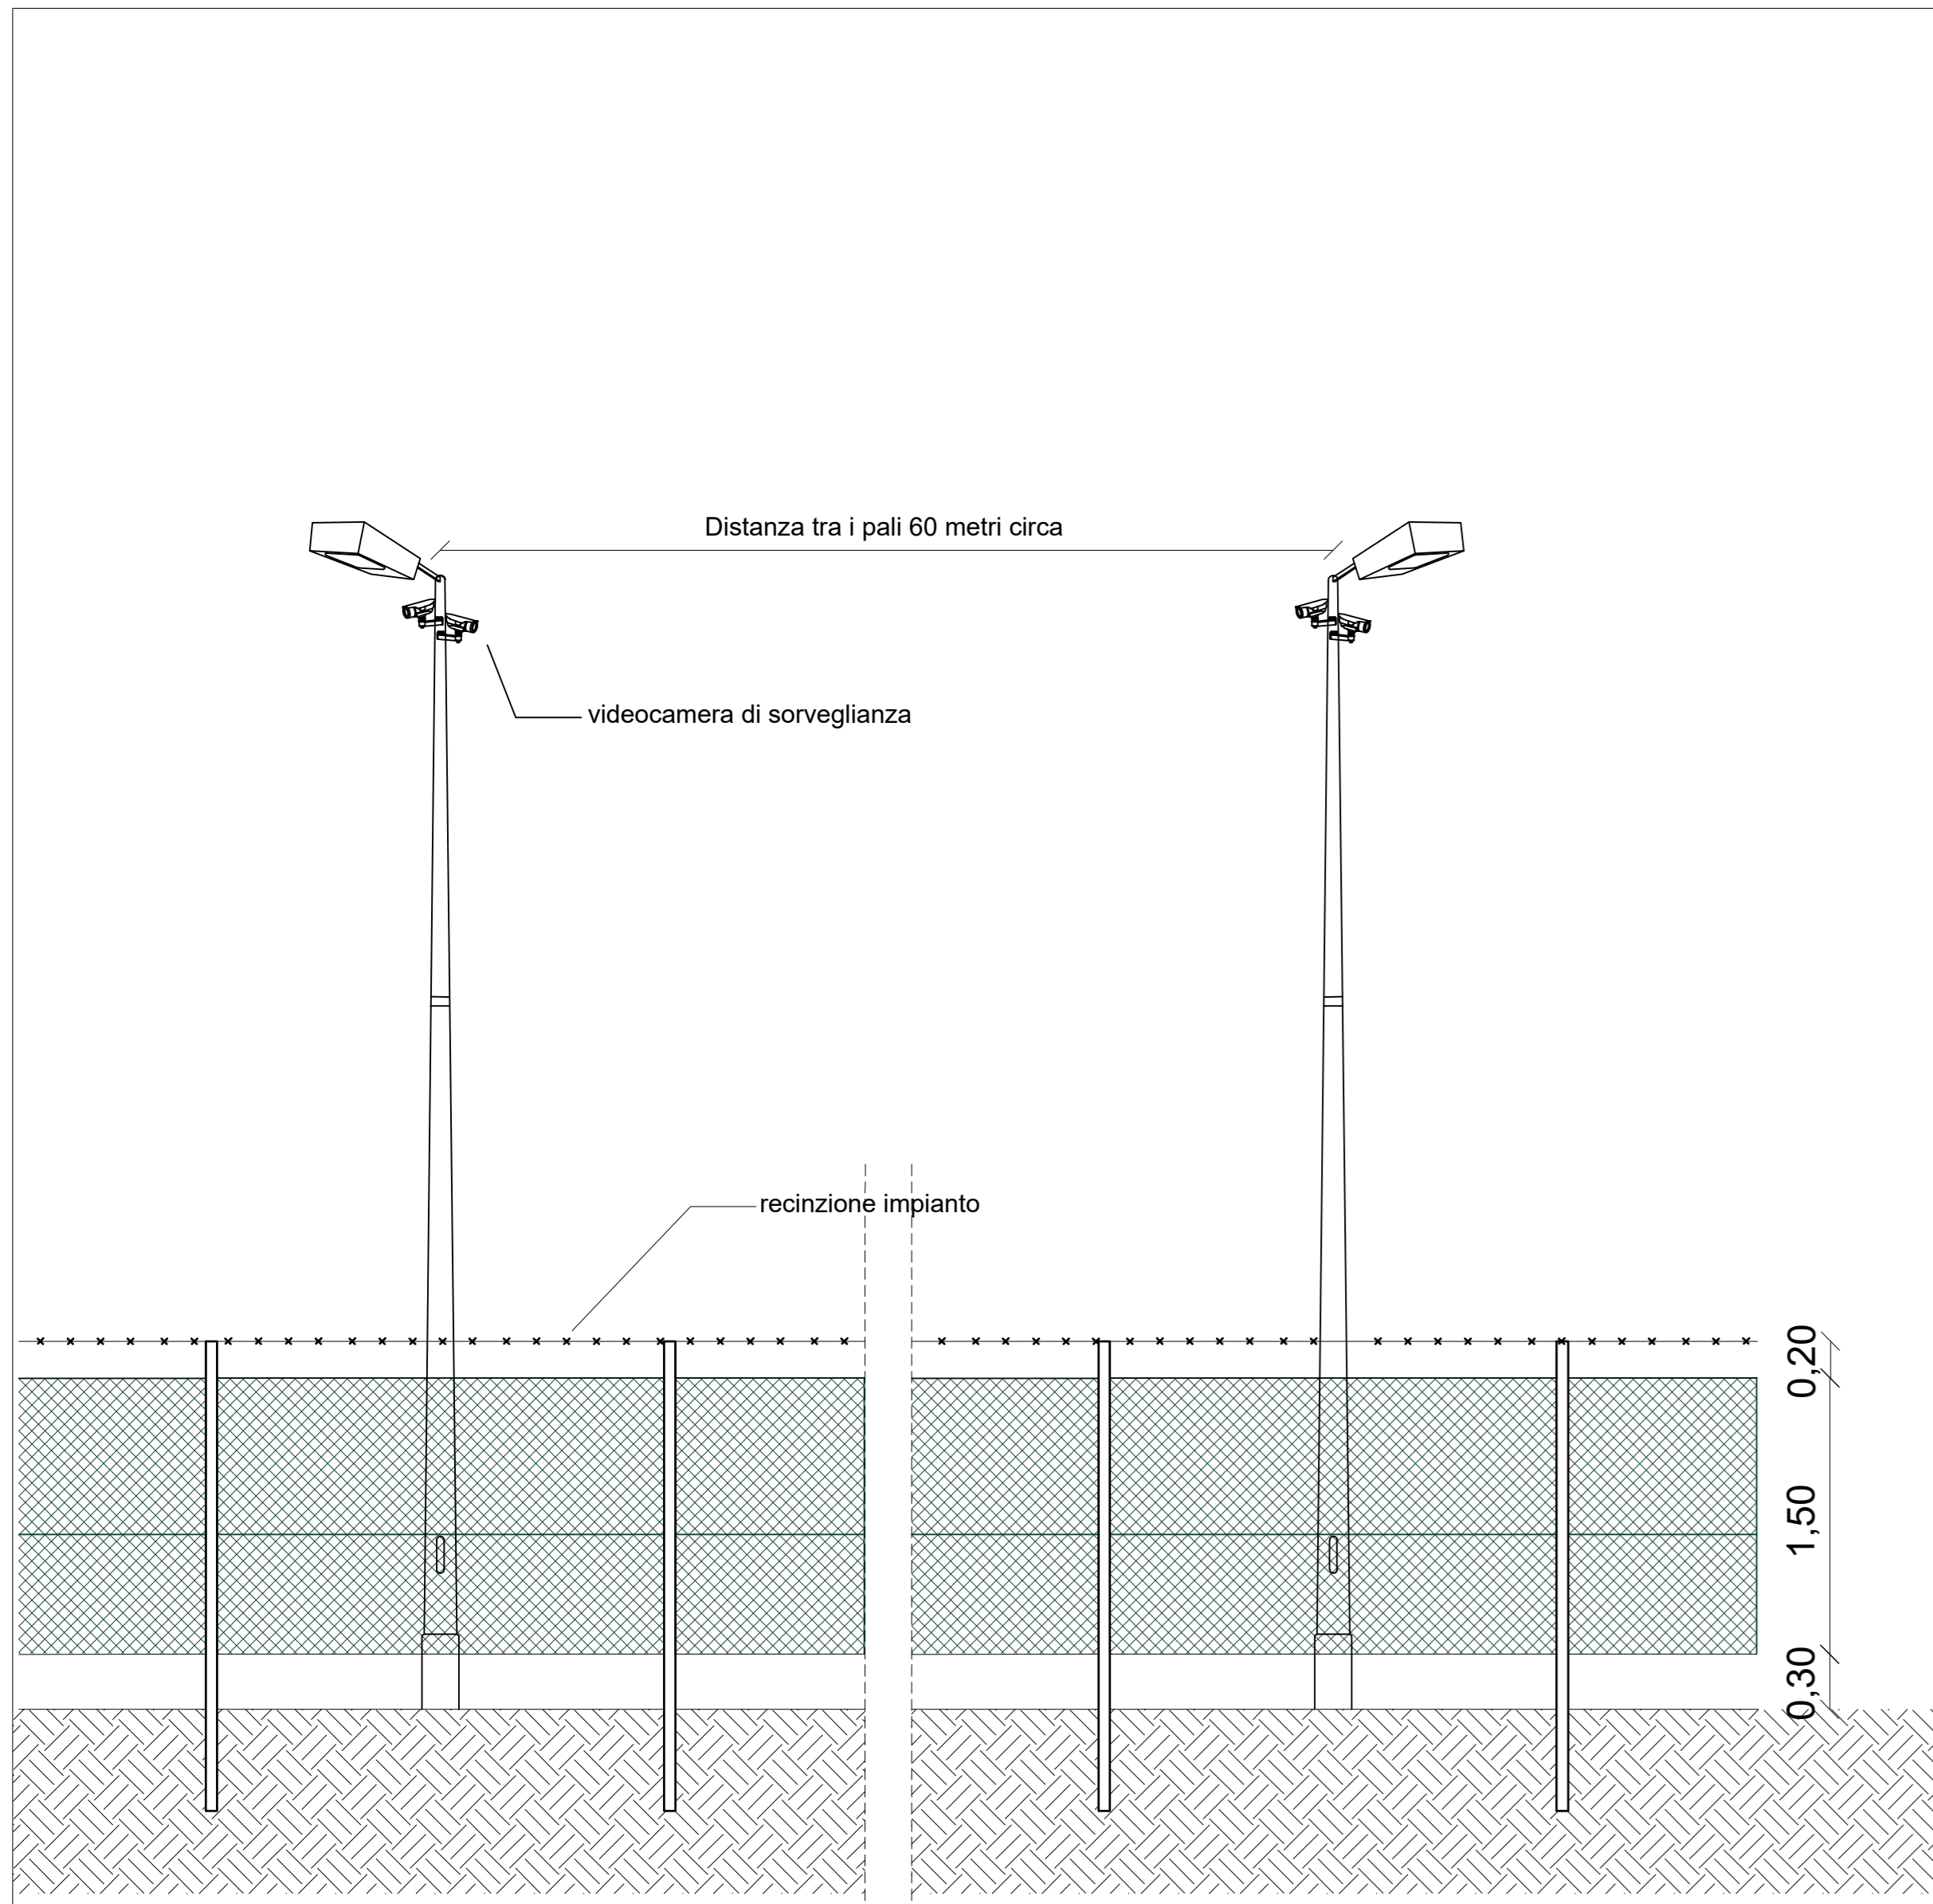 Distanza tra i pali 60 metri circa
videocamera di sorveglianza
recinzione impianto
0,20
1,50
0,30